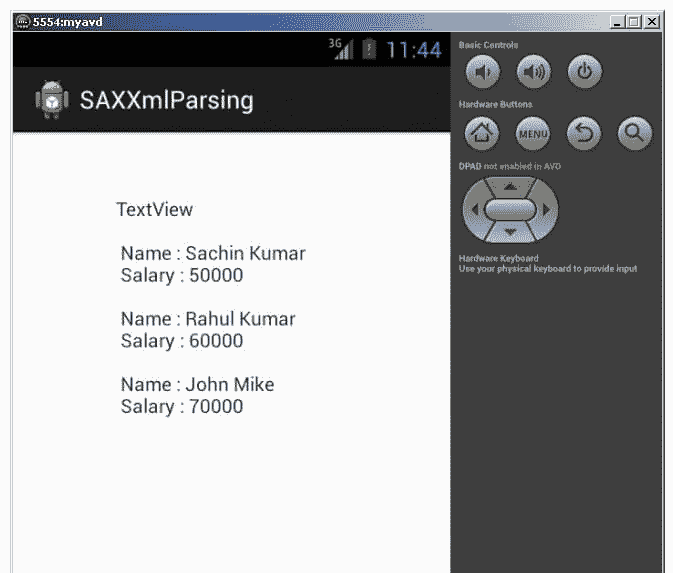 5554:myavd
3G 11:44
SAXXmlParsing
TextView
Name : Sachin Kumar
Salary : 50000
Name : Rahul Kumar
Salary : 60000
Name : John Mike
Salary : 70000
Basic Controls
Hardware Buttons
MENU
DPAD not enabled in AVD
Hardware Keyboard
Use your physical keyboard to provide input